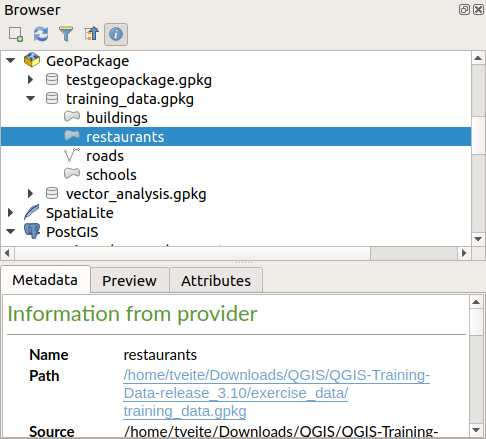 Browser
GeoPackage
testgeopackage.gpkg
training_data.gpkg
buildings
restaurants
roads
schools
vector_analysis.gpkg
SpatiaLite
PostGIS
Metadata Preview Attributes
Information from provider
Name restaurants
Path /home/tveite/Downloads/QGIS/QGIS-Training-
Data-release_3.10/exercise_data/
training_data.gpkg
Source /home/tveite/Downloads/QGIS/QGIS-Training-